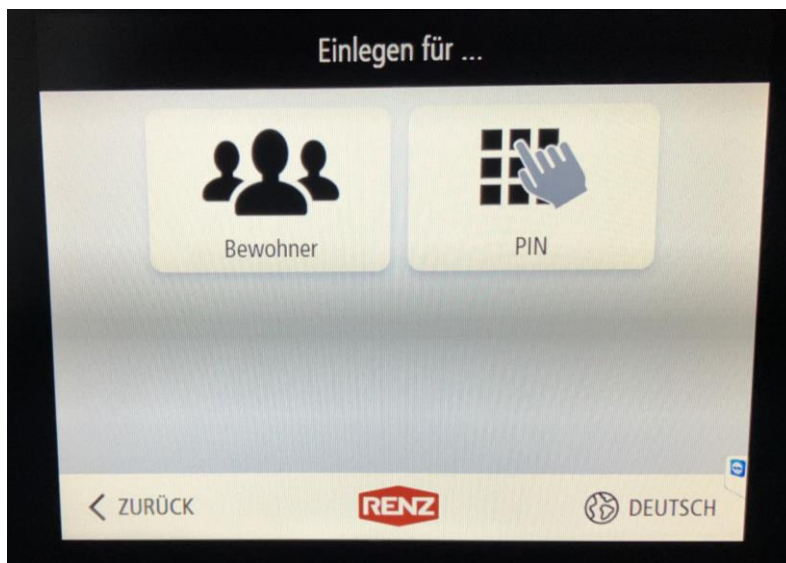 Einlegen für ...
Bewohner
PIN
ZURÜCK
RENZ
DEUTSCH